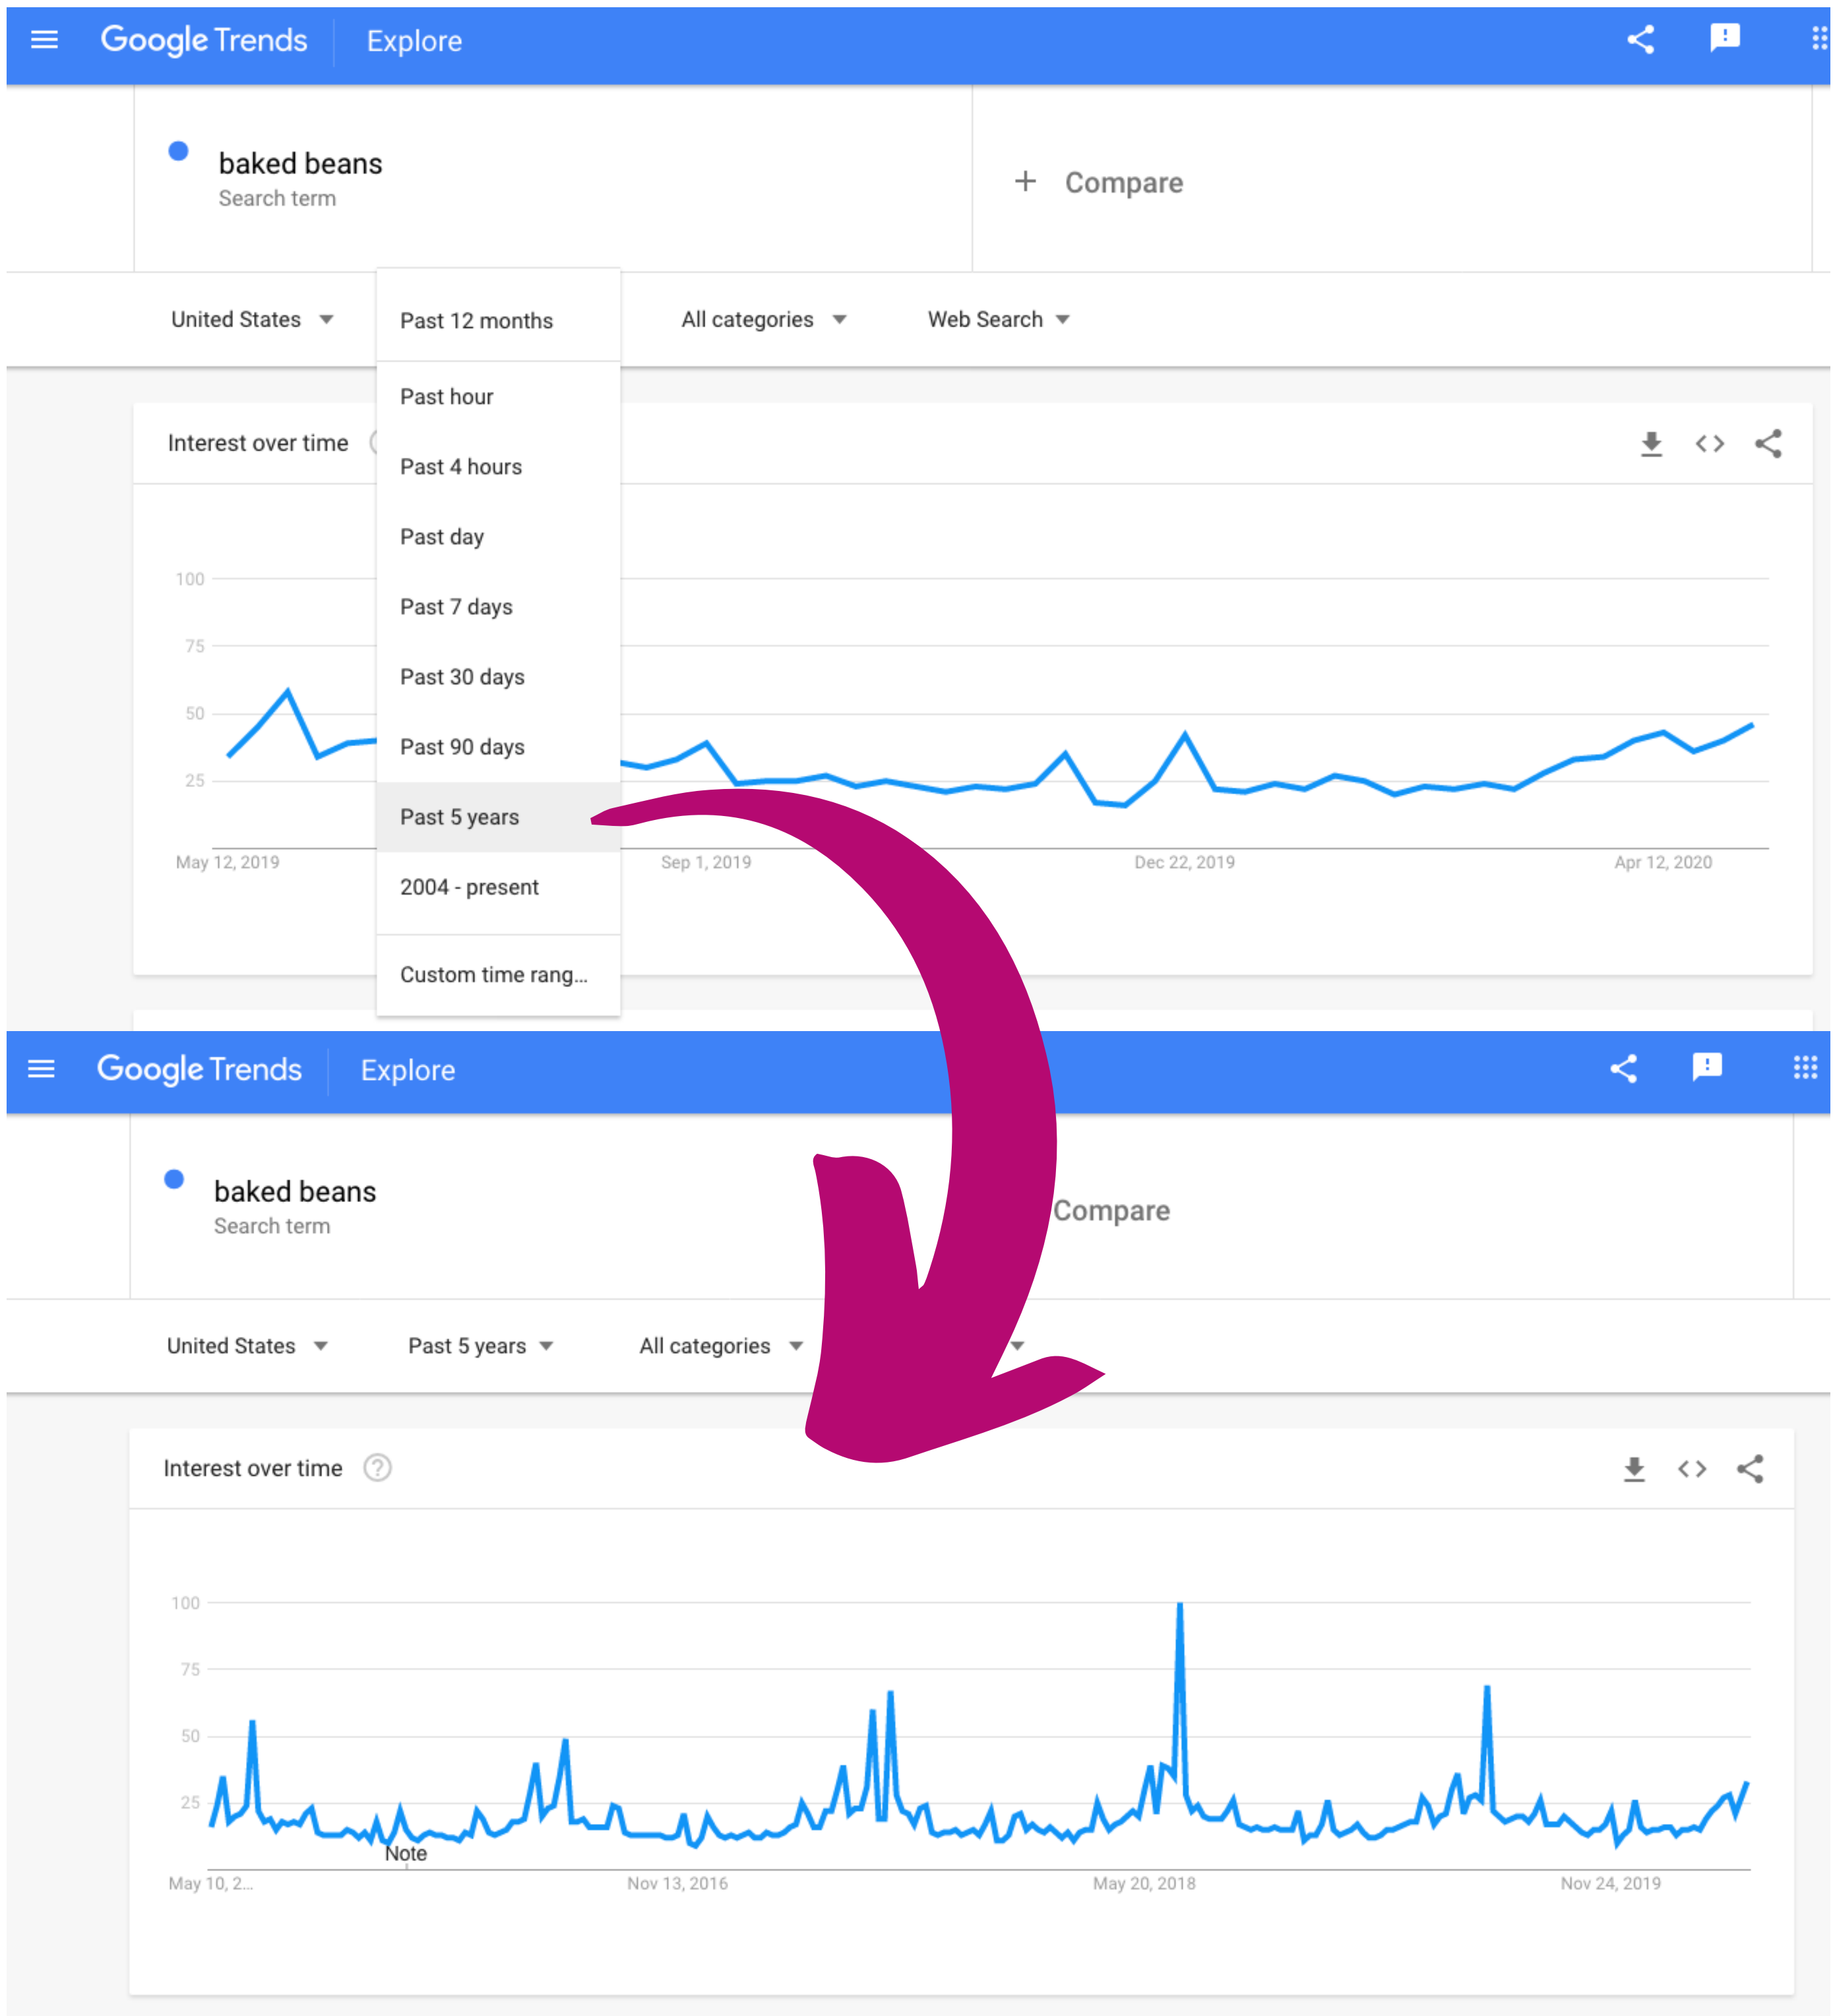 Google Trends Explore
baked beans
Search term
+ Compare
United States Past 12 months All categories Web Search
Past hour
Interest over time
Past 4 hours
Past day
Past 7 days
Past 30 days
Past 90 days
Past 5 years
2004 - present
Custom time rang...
100
75
50
25
May 12, 2019 Sep 1, 2019 Dec 22, 2019 Apr 12, 2020
Google Trends Explore
baked beans
Search term
Compare
United States Past 5 years All categories
Interest over time ?
100
75
50
25
Note
May 10, 2... Nov 13, 2016 May 20, 2018 Nov 24, 2019